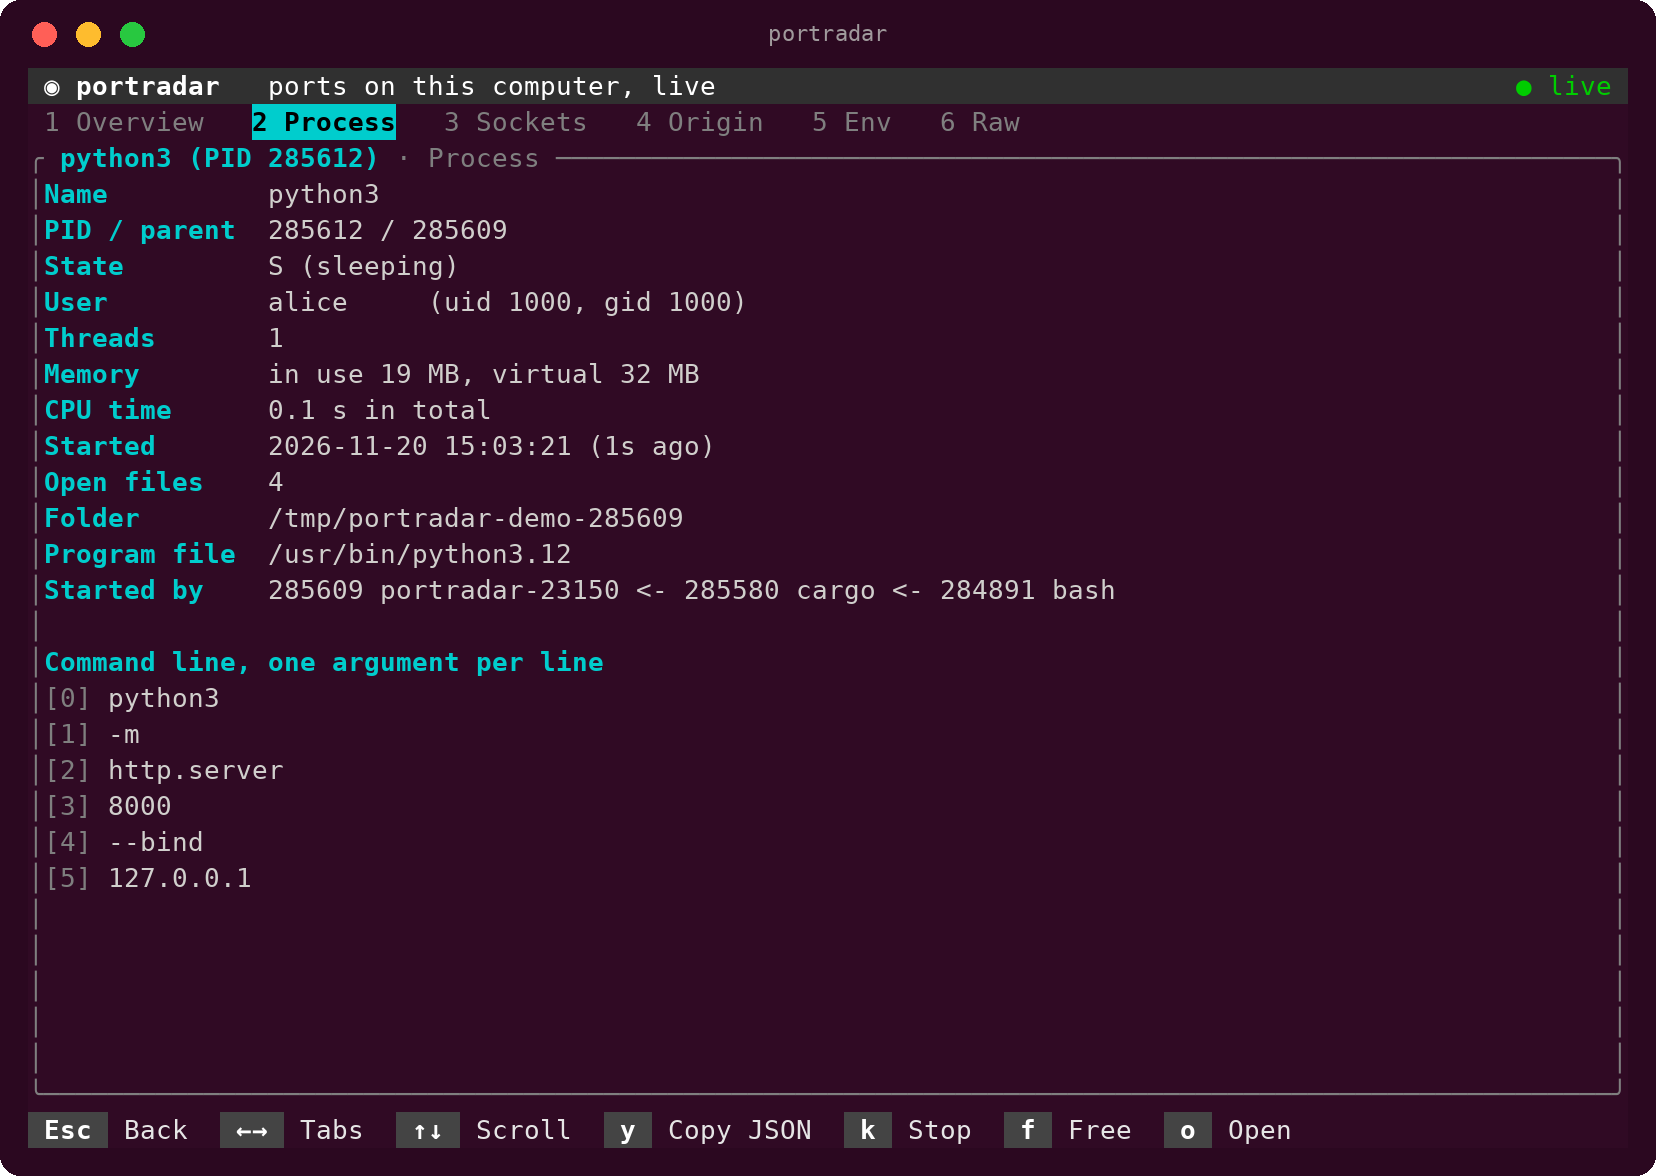 portradar
◉ portradar   ports on this computer, live   ● live
1 Overview   2 Process   3 Sockets   4 Origin   5 Env   6 Raw
python3 (PID 285612) · Process
Name          python3
PID / parent  285612 / 285609
State         S (sleeping)
User          alice     (uid 1000, gid 1000)
Threads       1
Memory        in use 19 MB, virtual 32 MB
CPU time      0.1 s in total
Started       2026-11-20 15:03:21 (1s ago)
Open files    4
Folder        /tmp/portradar-demo-285609
Program file  /usr/bin/python3.12
Started by    285609 portradar-23150 <- 285580 cargo <- 284891 bash
Command line, one argument per line
[0] python3
[1] -m
[2] http.server
[3] 8000
[4] --bind
[5] 127.0.0.1
Esc Back   ←→ Tabs   ↑↓ Scroll   y Copy JSON   k Stop   f Free   o Open